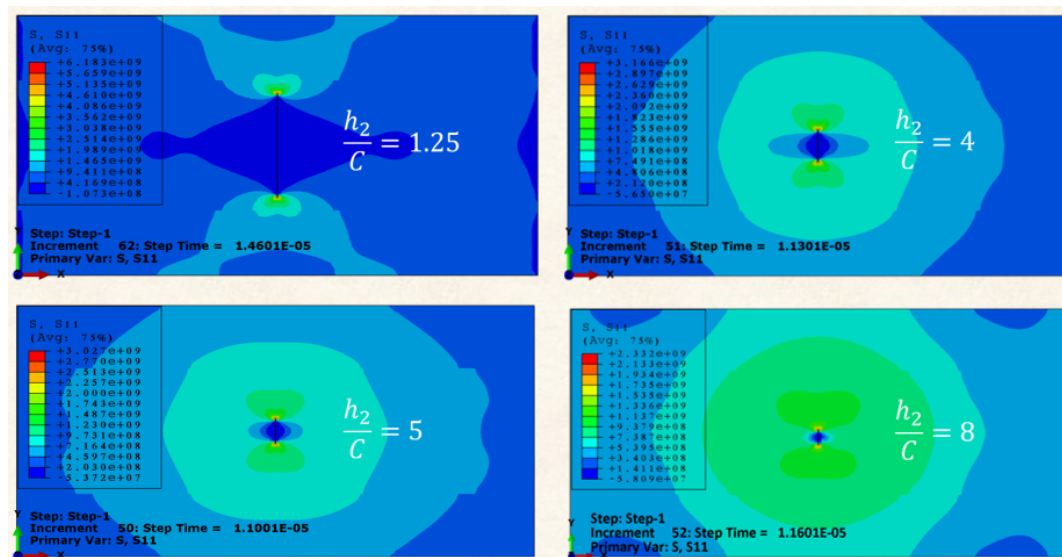 S, S11
(Avg: 75%)
+6.183e+09
+5.659e+09
+5.135e+09
+4.610e+09
+4.086e+09
+3.562e+09
+3.038e+09
+2.514e+09
+1.989e+09
+1.465e+09
+9.411e+08
+4.169e+08
-1.073e+08
h₂/C = 1.25
Step: Step-1
Increment 62: Step Time = 1.4601E-05
Primary Var: S, S11
Y
X
S, S11
(Avg: 75%)
+3.166e+09
+2.897e+09
+2.629e+09
+2.360e+09
+2.092e+09
+1.823e+09
+1.555e+09
+1.286e+09
+1.018e+09
+7.491e+08
+4.806e+08
+2.120e+08
-5.650e+07
h₂/C = 4
Step: Step-1
Increment 51: Step Time = 1.1301E-05
Primary Var: S, S11
Y
X
S, S11
(Avg: 75%)
+3.027e+09
+2.770e+09
+2.513e+09
+2.257e+09
+2.000e+09
+1.743e+09
+1.487e+09
+1.230e+09
+9.731e+08
+7.164e+08
+4.597e+08
+2.030e+08
-5.372e+07
h₂/C = 5
Step: Step-1
Increment 50: Step Time = 1.1001E-05
Primary Var: S, S11
Y
X
S, S11
(Avg: 75%)
+2.332e+09
+2.133e+09
+1.934e+09
+1.735e+09
+1.535e+09
+1.336e+09
+1.137e+09
+9.379e+08
+7.387e+08
+5.395e+08
+3.403e+08
+1.411e+08
-5.809e+07
h₂/C = 8
Step: Step-1
Increment 52: Step Time = 1.1601E-05
Primary Var: S, S11
Y
X